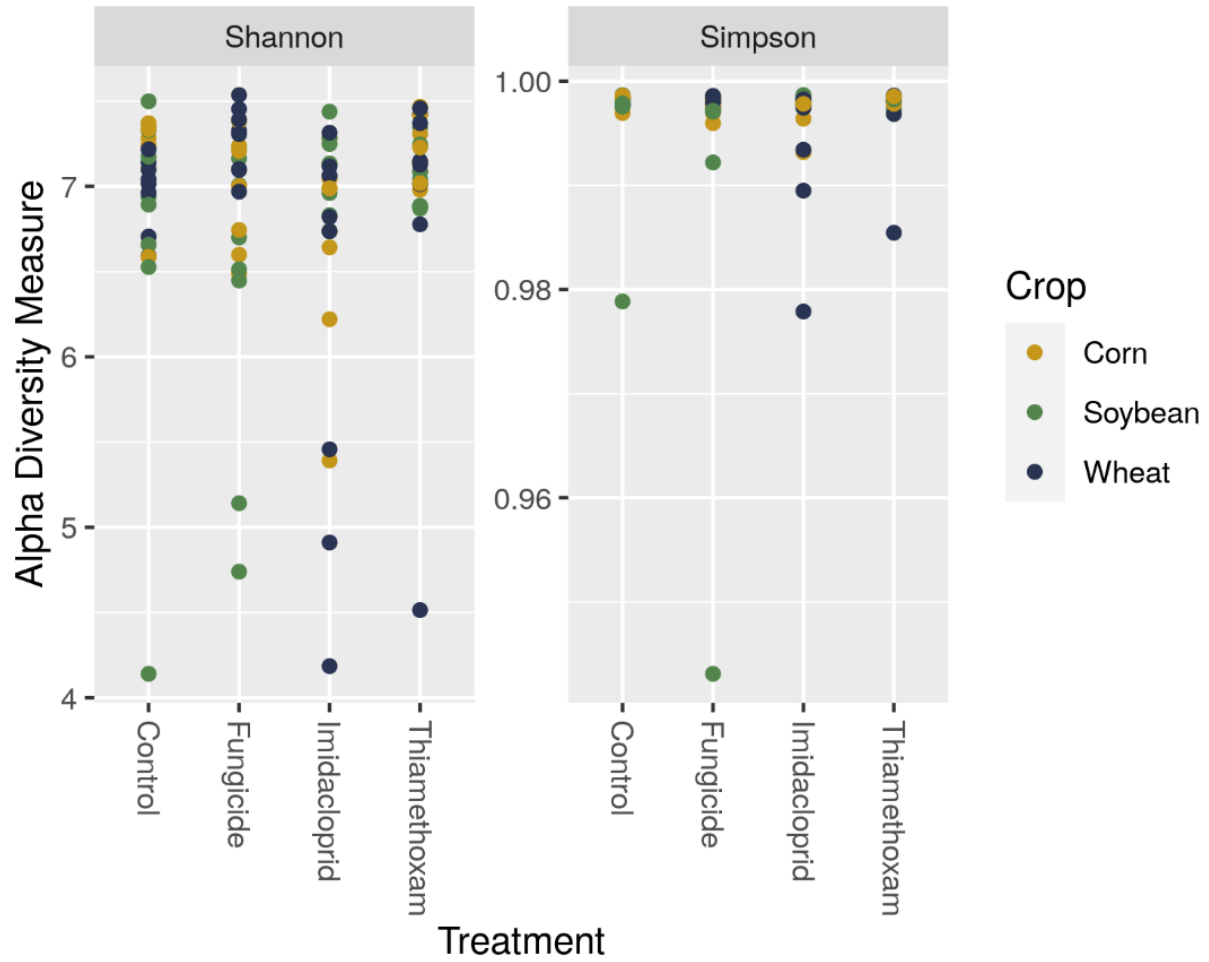 Shannon
Simpson
Alpha Diversity Measure
7
6
5
4
1.00
0.98
0.96
Control
Fungicide
Imidacloprid
Thiamethoxam
Control
Fungicide
Imidacloprid
Thiamethoxam
Treatment
Crop
Corn
Soybean
Wheat